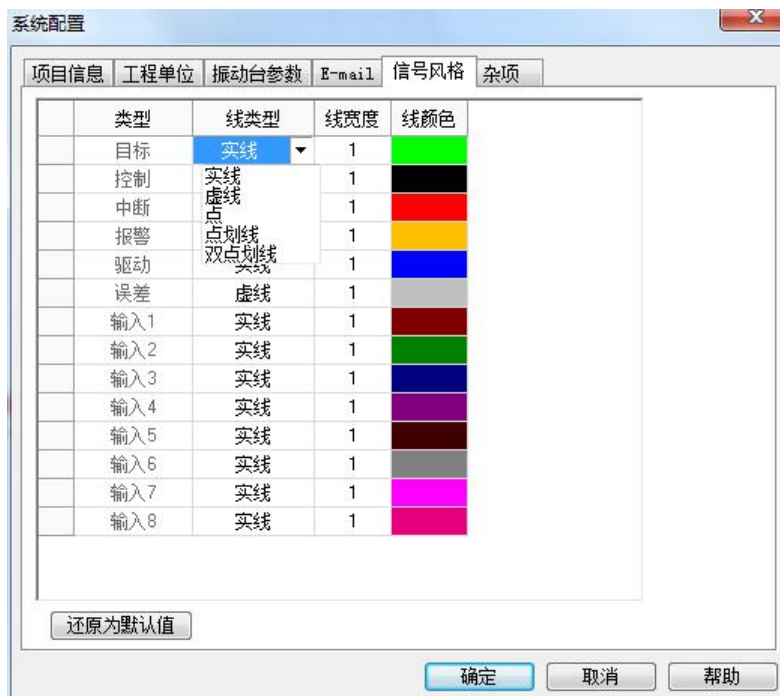 系统配置
项目信息 工程单位 振动台参数 E-mail 信号风格 杂项
类型 线类型 线宽度 线颜色
目标 实线 1
控制 实线 1
中断 虚线 1
点
报警 点划线 1
双点划线
驱动 实线 1
误差 虚线 1
输入1 实线 1
输入2 实线 1
输入3 实线 1
输入4 实线 1
输入5 实线 1
输入6 实线 1
输入7 实线 1
输入8 实线 1
还原为默认值
确定 取消 帮助